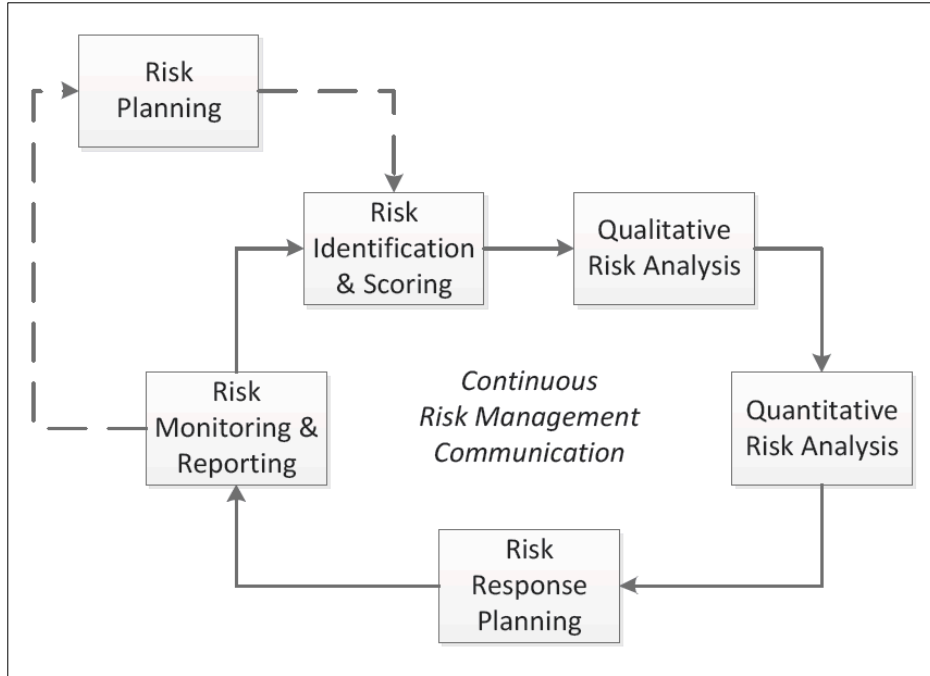 Risk
Planning
Risk
Identification
& Scoring
Qualitative
Risk Analysis
Quantitative
Risk Analysis
Risk
Response
Planning
Risk
Monitoring &
Reporting
Continuous
Risk Management
Communication